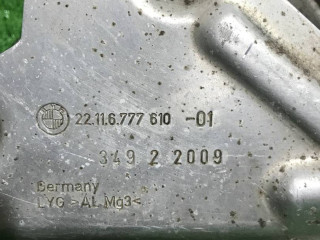 22.11.6.777 610 -01
349 2 2009
Germany
LYG >AL Mg3<